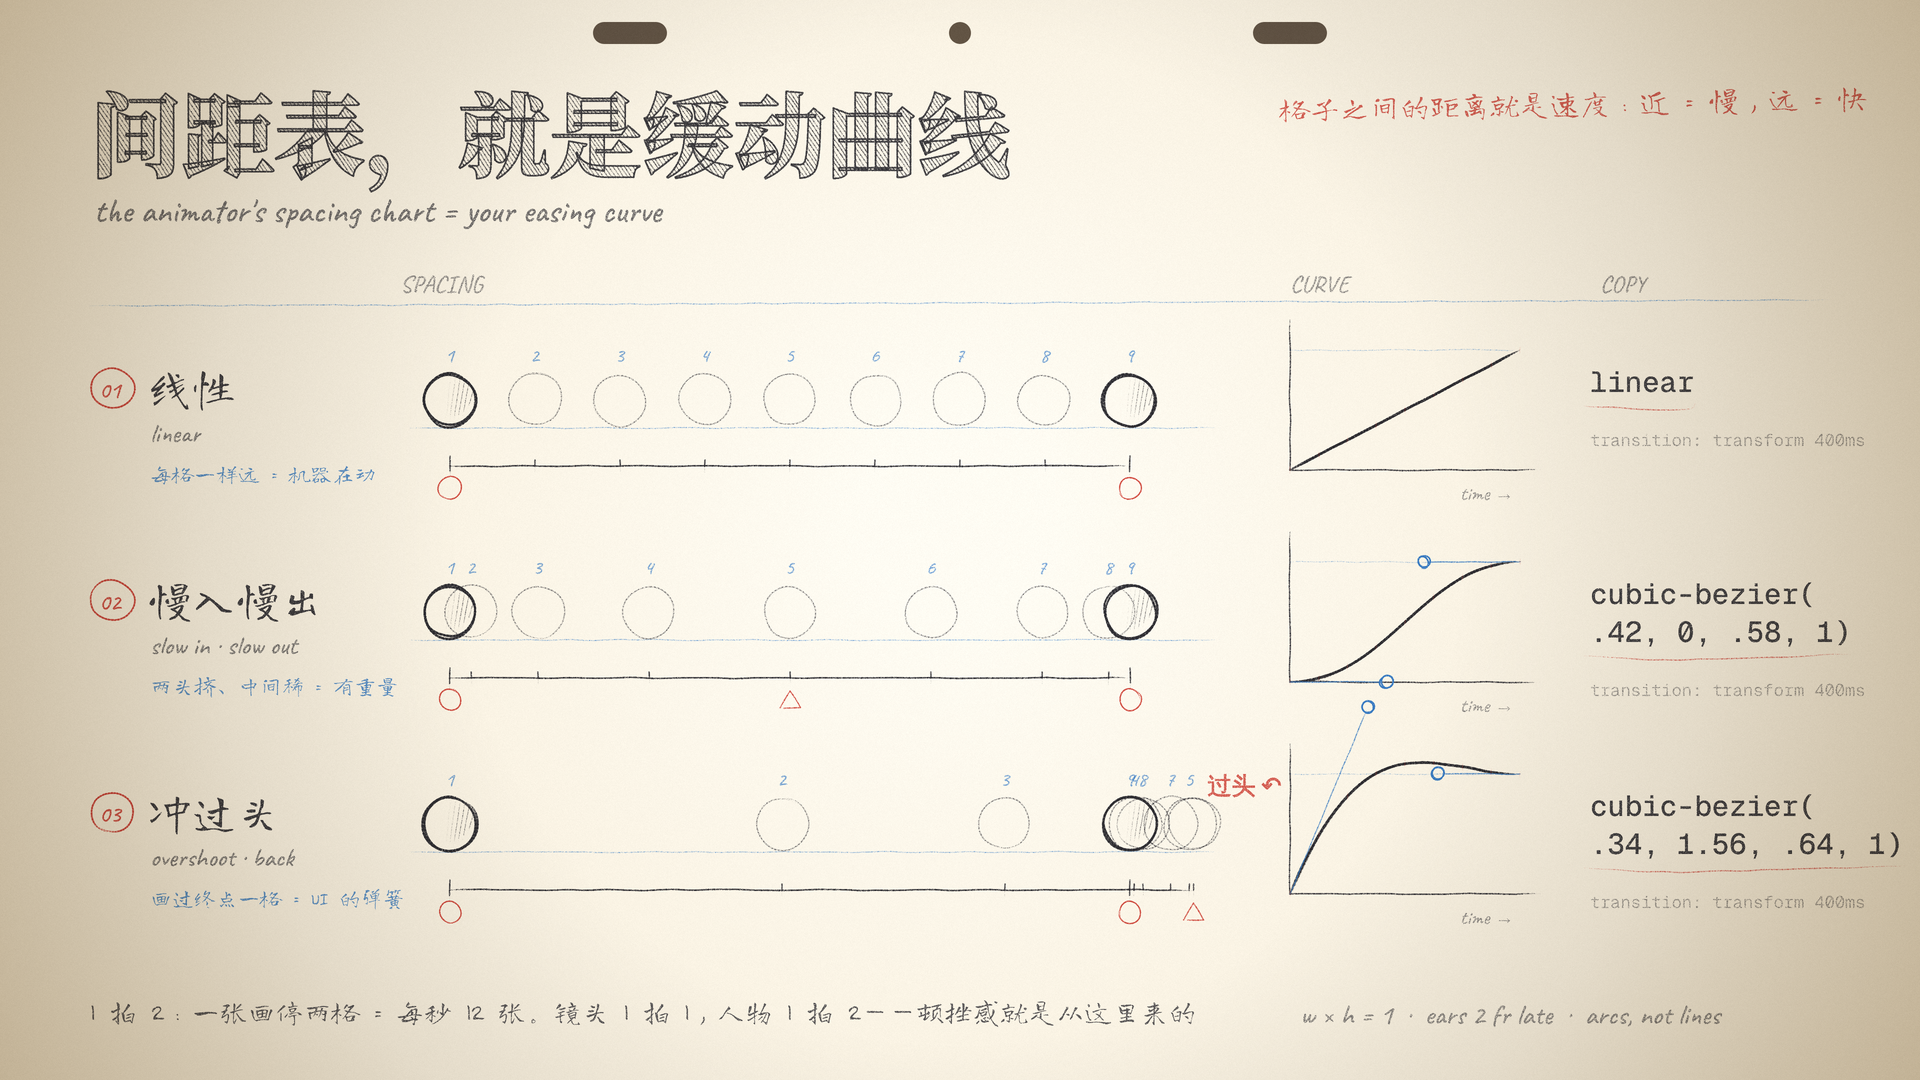 间距表，就是缓动曲线
格子之间的距离就是速度：近 = 慢，远 = 快
the animator's spacing chart = your easing curve
SPACING
CURVE
COPY
01 线性
linear
每格一样远 = 机器在动
1 2 3 4 5 6 7 8 9
time →
linear
transition: transform 400ms
02 慢入慢出
slow in · slow out
两头挤、中间稀 = 有重量
1 2 3 4 5 6 7 8 9
time →
cubic-bezier(
.42, 0, .58, 1)
transition: transform 400ms
03 冲过头
overshoot · back
画过终点一格 = UI 的弹簧
1 2 3 9 4 8 7 5
过头 ↶
time →
cubic-bezier(
.34, 1.56, .64, 1)
transition: transform 400ms
1 拍 2：一张画停两格 = 每秒 12 张。镜头 1 拍 1，人物 1 拍 2——顿挫感就是从这里来的
w × h = 1 · ears 2 fr late · arcs, not lines